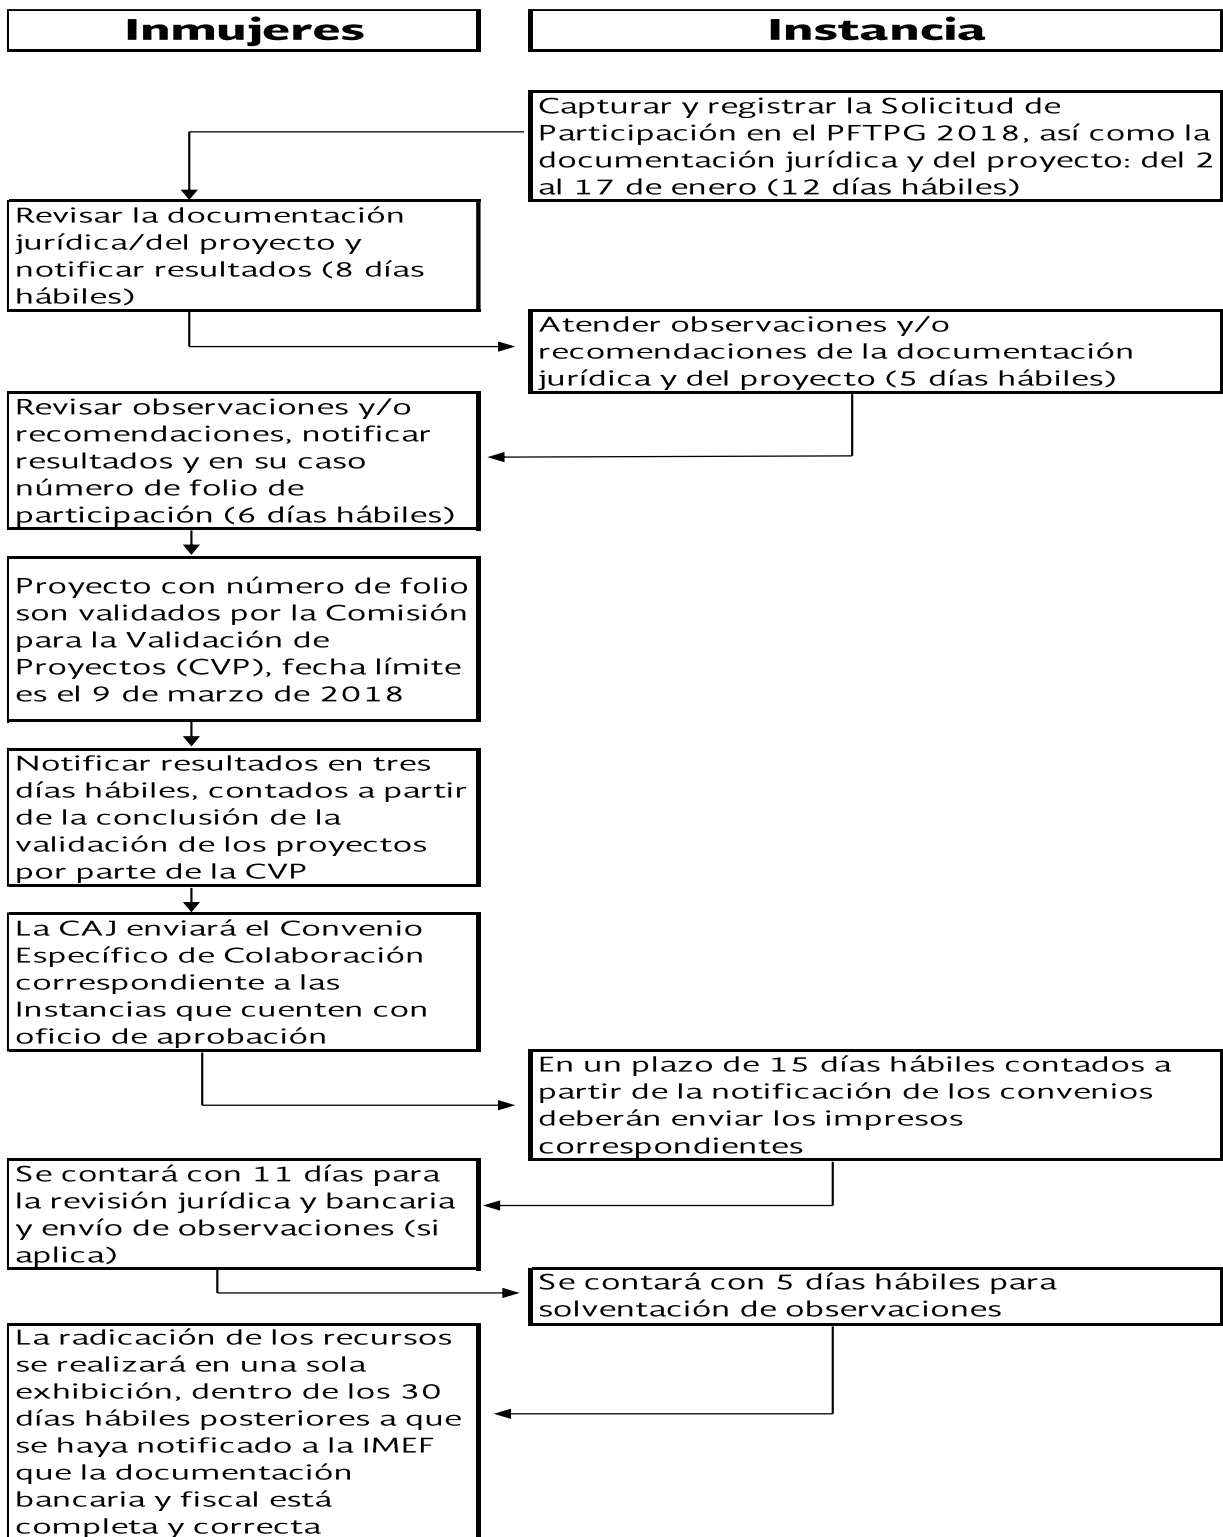 Inmujeres
Instancia
Capturar y registrar la Solicitud de
Participación en el PFTPG 2018, así como la
documentación jurídica y del proyecto: del 2
al 17 de enero (12 días hábiles)
Revisar la documentación
jurídica/del proyecto y
notificar resultados (8 días
hábiles)
Atender observaciones y/o
recomendaciones de la documentación
jurídica y del proyecto (5 días hábiles)
Revisar observaciones y/o
recomendaciones, notificar
resultados y en su caso
número de folio de
participación (6 días hábiles)
Proyecto con número de folio
son validados por la Comisión
para la Validación de
Proyectos (CVP), fecha límite
es el 9 de marzo de 2018
Notificar resultados en tres
días hábiles, contados a partir
de la conclusión de la
validación de los proyectos
por parte de la CVP
La CAJ enviará el Convenio
Específico de Colaboración
correspondiente a las
Instancias que cuenten con
oficio de aprobación
En un plazo de 15 días hábiles contados a
partir de la notificación de los convenios
deberán enviar los impresos
correspondientes
Se contará con 11 días para
la revisión jurídica y bancaria
y envío de observaciones (si
aplica)
Se contará con 5 días hábiles para
solventación de observaciones
La radicación de los recursos
se realizará en una sola
exhibición, dentro de los 30
días hábiles posteriores a que
se haya notificado a la IMEF
que la documentación
bancaria y fiscal está
completa y correcta